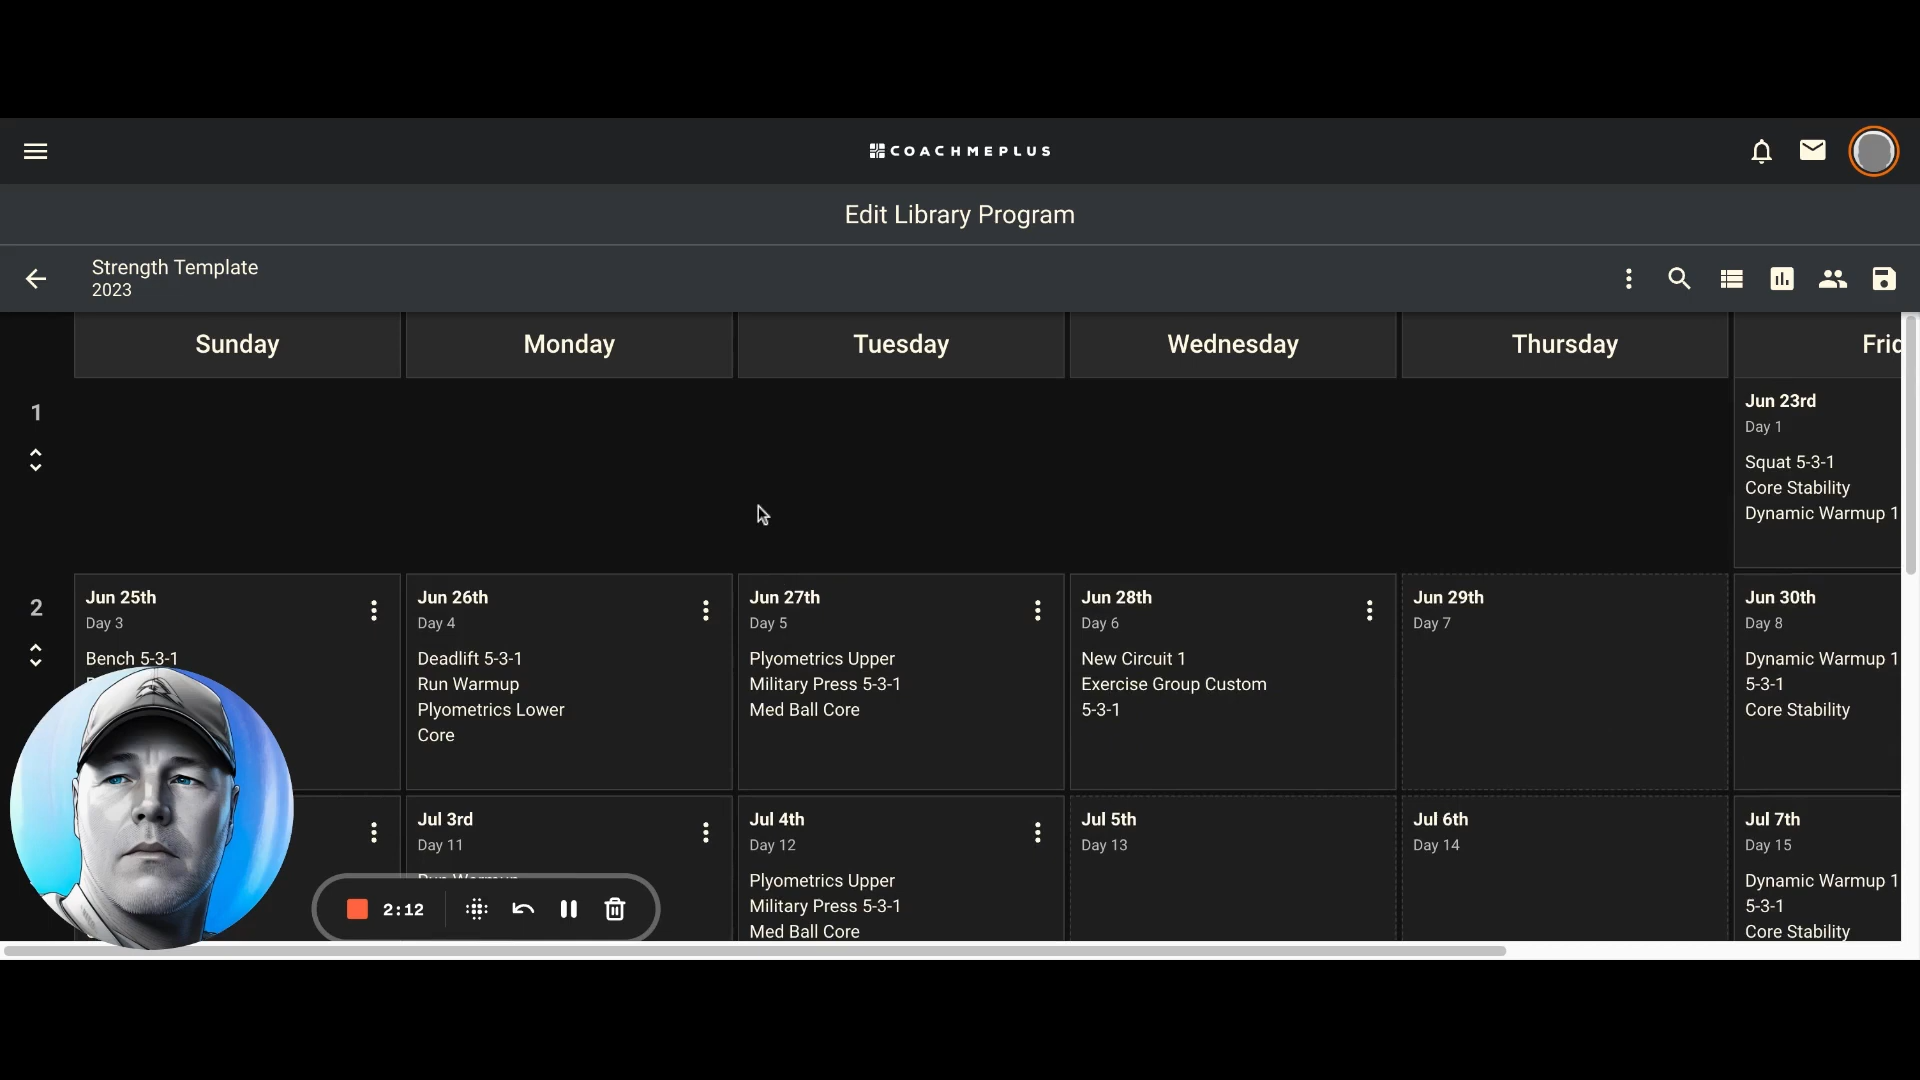 COACHMEPLUS
Edit Library Program
Strength Template
2023
Sunday
Monday
Tuesday
Wednesday
Thursday
1
Jun 23rd
Day 1
Squat 5-3-1
Core Stability
Dynamic Warmup 1
2
Jun 25th
Day 3
Bench 5-3-1
Jun 26th
Day 4
Deadlift 5-3-1
Run Warmup
Plyometrics Lower
Core
Jun 27th
Day 5
Plyometrics Upper
Military Press 5-3-1
Med Ball Core
Jun 28th
Day 6
New Circuit 1
Exercise Group Custom
5-3-1
Jun 29th
Day 7
Jun 30th
Day 8
Dynamic Warmup 1
5-3-1
Core Stability
Jul 3rd
Day 11
Run Warmup
Jul 4th
Day 12
Plyometrics Upper
Military Press 5-3-1
Med Ball Core
Jul 5th
Day 13
Jul 6th
Day 14
Jul 7th
Day 15
Dynamic Warmup 1
5-3-1
Core Stability
2:12